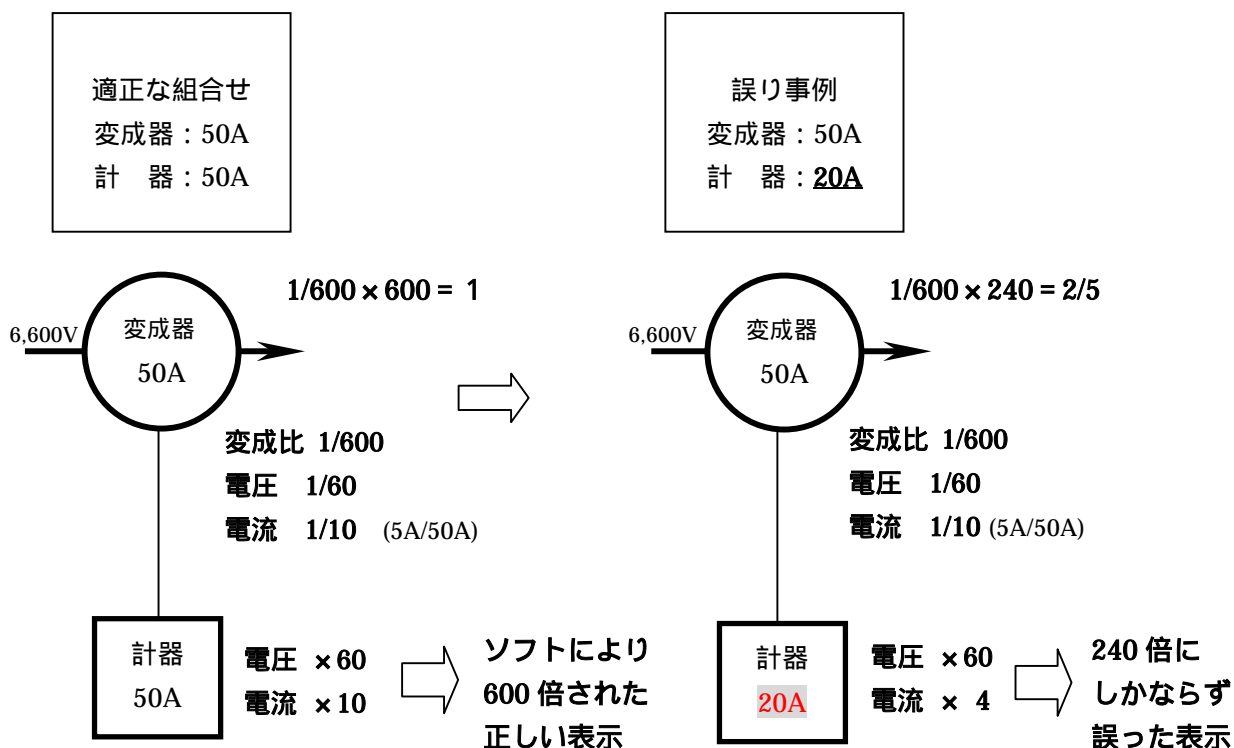 適正な組合せ
変成器：50A
計　器：50A
1/600 × 600 = 1
6,600V
変成器
50A
変成比 1/600
電圧　1/60
電流　1/10　(5A/50A)
計器
50A
電圧 ×60
電流 ×10
ソフトにより
600 倍された
正しい表示
誤り事例
変成器：50A
計　器：20A
1/600 × 240 = 2/5
6,600V
変成器
50A
変成比 1/600
電圧　1/60
電流　1/10 (5A/50A)
計器
20A
電圧 ×60
電流 × 4
240 倍に
しかならず
誤った表示